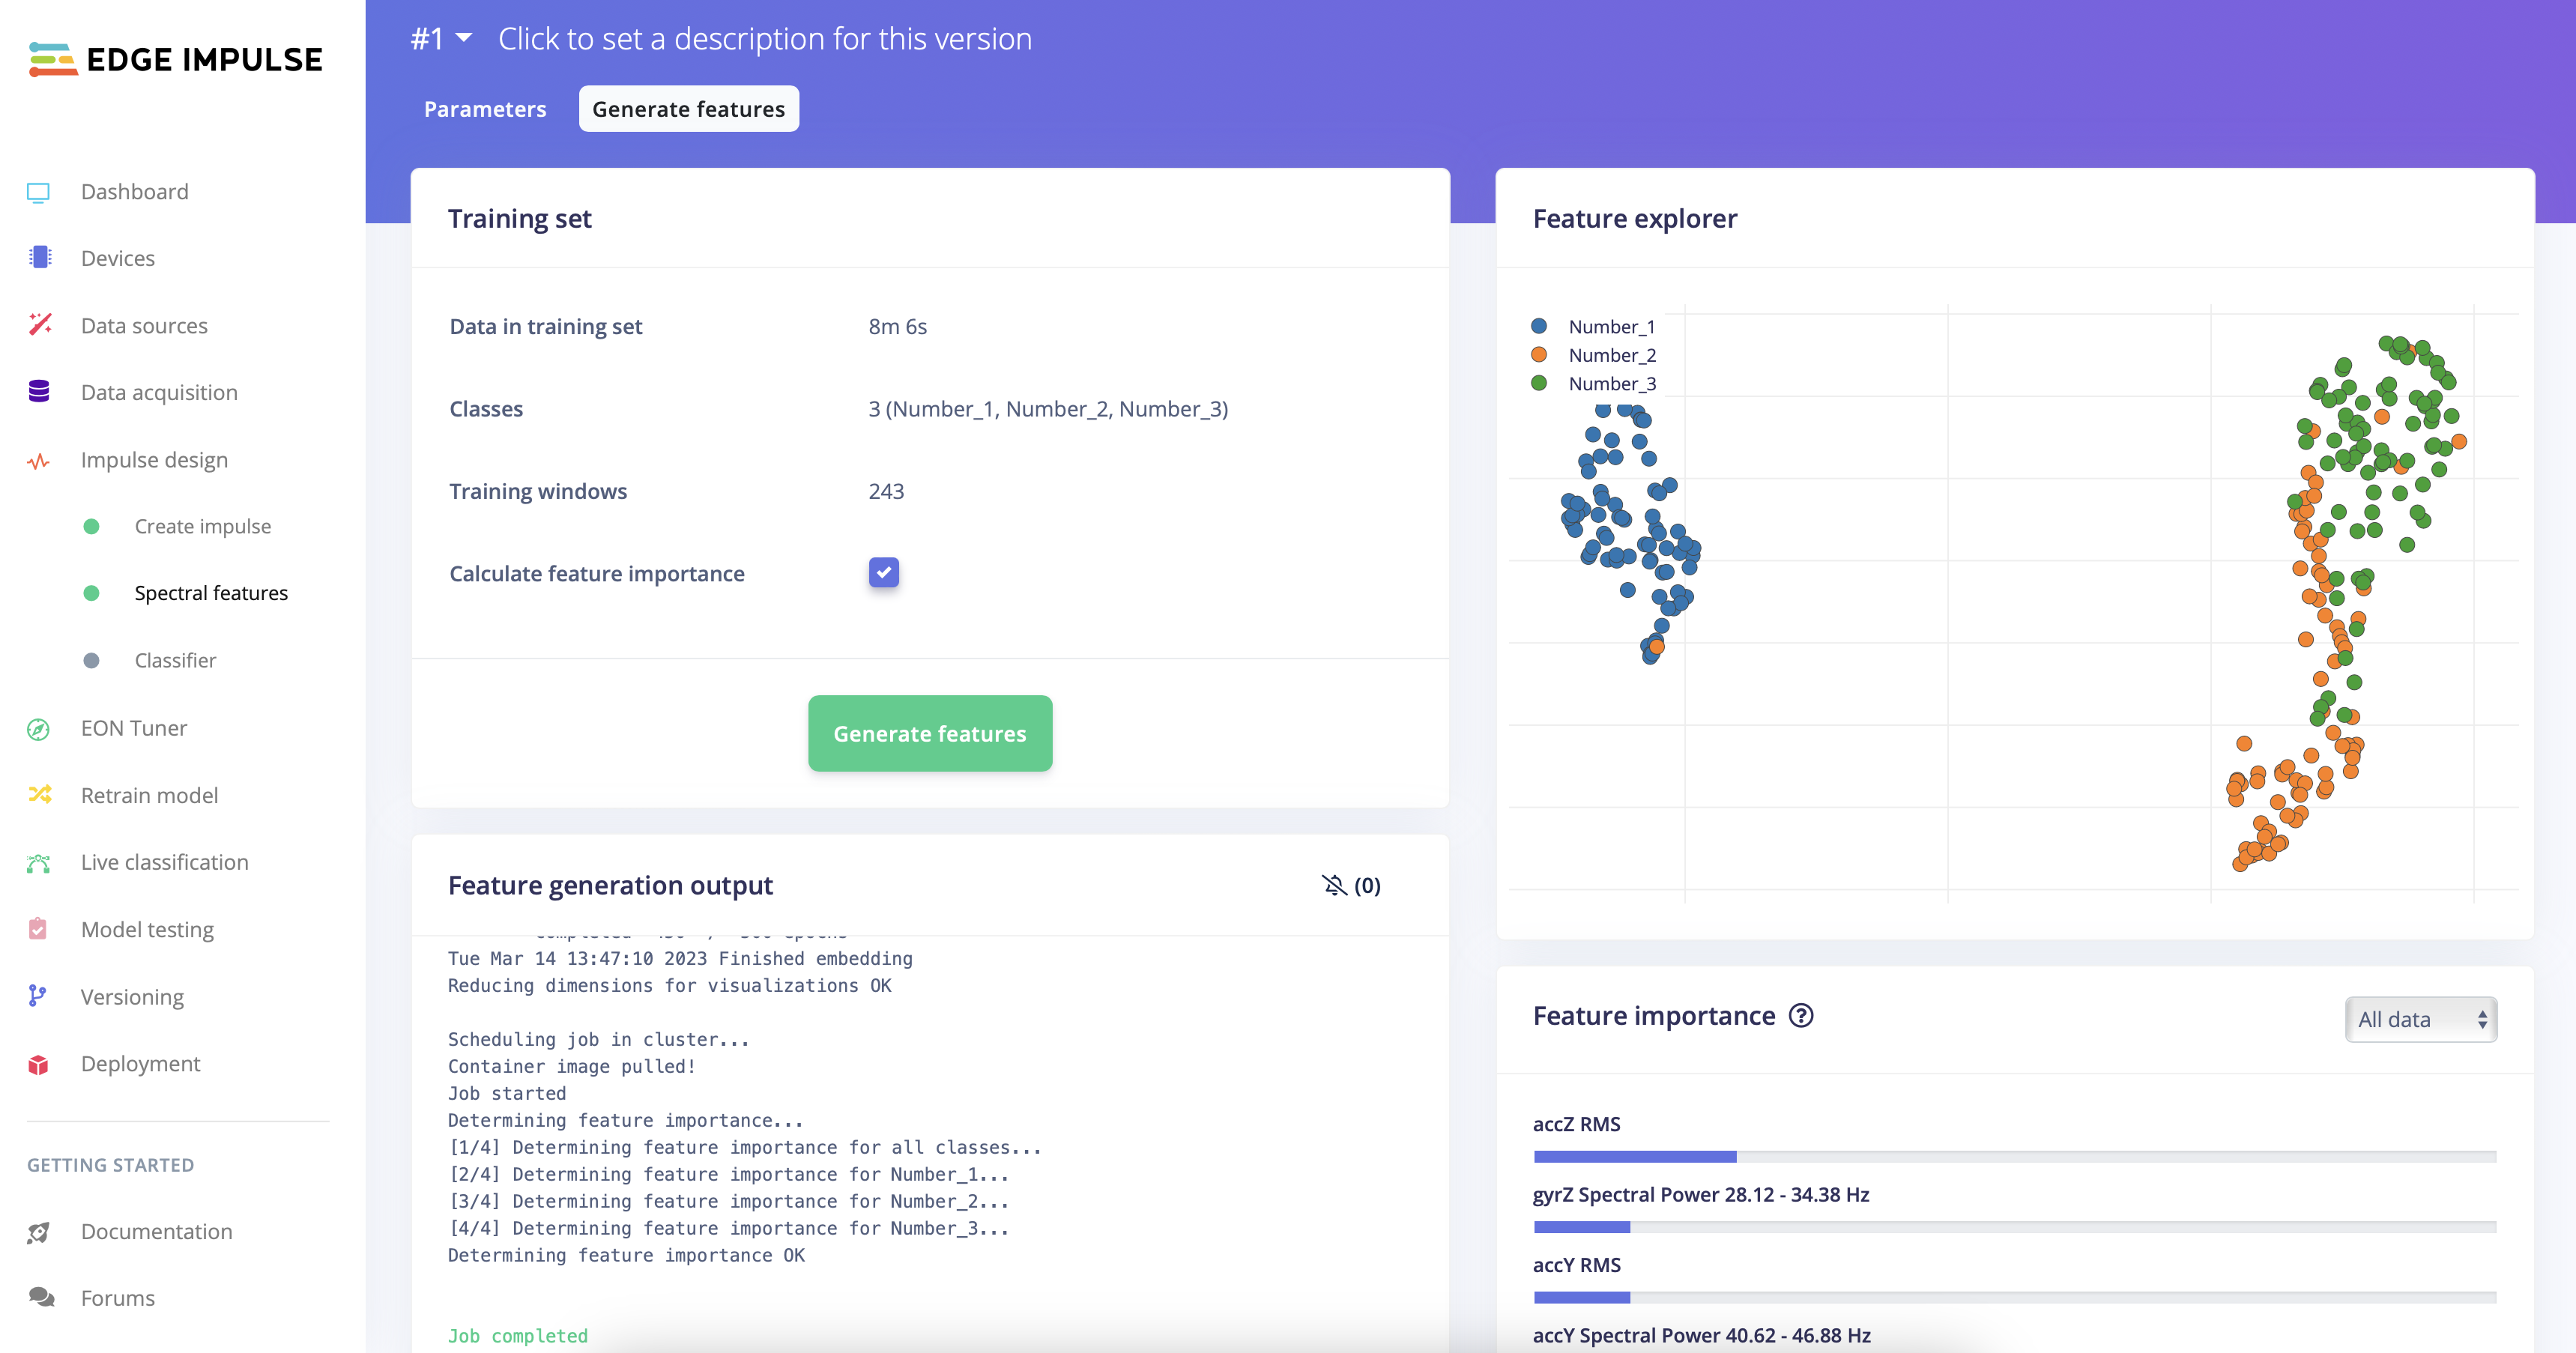 EDGE IMPULSE
Dashboard
Devices
Data sources
Data acquisition
Impulse design
Create impulse
Spectral features
Classifier
EON Tuner
Retrain model
Live classification
Model testing
Versioning
Deployment
GETTING STARTED
Documentation
Forums
#1 Click to set a description for this version
Parameters Generate features
Training set
Data in training set 8m 6s
Classes 3 (Number_1, Number_2, Number_3)
Training windows 243
Calculate feature importance
Generate features
Feature generation output (0)
Tue Mar 14 13:47:10 2023 Finished embedding
Reducing dimensions for visualizations OK
Scheduling job in cluster...
Container image pulled!
Job started
Determining feature importance...
[1/4] Determining feature importance for all classes...
[2/4] Determining feature importance for Number_1...
[3/4] Determining feature importance for Number_2...
[4/4] Determining feature importance for Number_3...
Determining feature importance OK
Job completed
Feature explorer
Number_1
Number_2
Number_3
Feature importance ?
All data
accZ RMS
gyrZ Spectral Power 28.12 - 34.38 Hz
accY RMS
accY Spectral Power 40.62 - 46.88 Hz